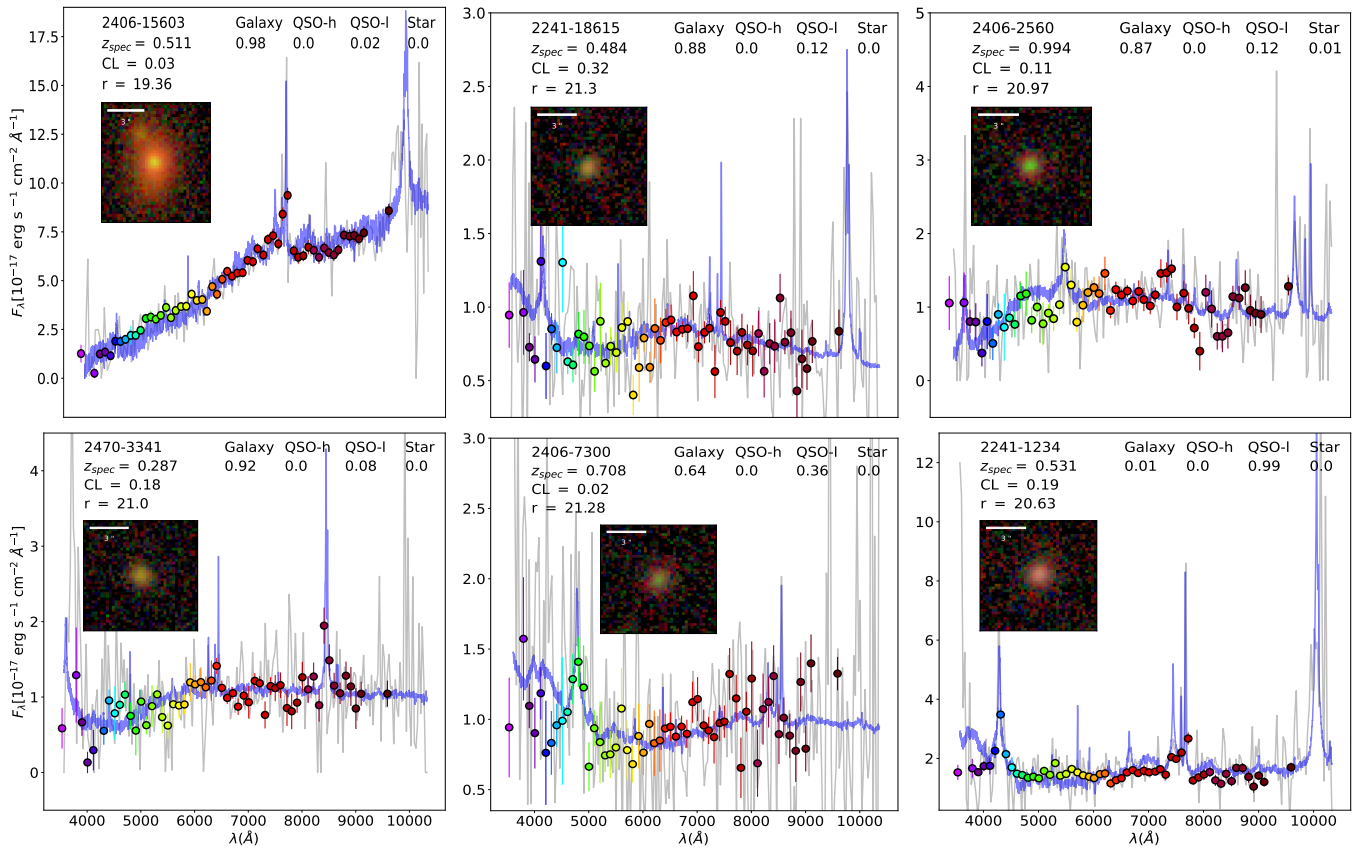 2406-15603 Galaxy QSO-h QSO-l Star
z_spec = 0.511 0.98 0.0 0.02 0.0
CL = 0.03
r = 19.36
3 "
17.5
15.0
12.5
10.0
7.5
5.0
2.5
0.0
F_λ[10⁻¹⁷ erg s⁻¹ cm⁻² Å⁻¹]
2241-18615 Galaxy QSO-h QSO-l Star
z_spec = 0.484 0.88 0.0 0.12 0.0
CL = 0.32
r = 21.3
3 "
3.0
2.5
2.0
1.5
1.0
0.5
2406-2560 Galaxy QSO-h QSO-l Star
z_spec = 0.994 0.87 0.0 0.12 0.01
CL = 0.11
r = 20.97
3 "
5
4
3
2
1
0
2470-3341 Galaxy QSO-h QSO-l Star
z_spec = 0.287 0.92 0.0 0.08 0.0
CL = 0.18
r = 21.0
3 "
4
3
2
1
0
F_λ[10⁻¹⁷ erg s⁻¹ cm⁻² Å⁻¹]
4000 5000 6000 7000 8000 9000 10000
λ(Å)
2406-7300 Galaxy QSO-h QSO-l Star
z_spec = 0.708 0.64 0.0 0.36 0.0
CL = 0.02
r = 21.28
3 "
3.0
2.5
2.0
1.5
1.0
0.5
4000 5000 6000 7000 8000 9000 10000
λ(Å)
2241-1234 Galaxy QSO-h QSO-l Star
z_spec = 0.531 0.01 0.0 0.99 0.0
CL = 0.19
r = 20.63
3 "
12
10
8
6
4
2
4000 5000 6000 7000 8000 9000 10000
λ(Å)